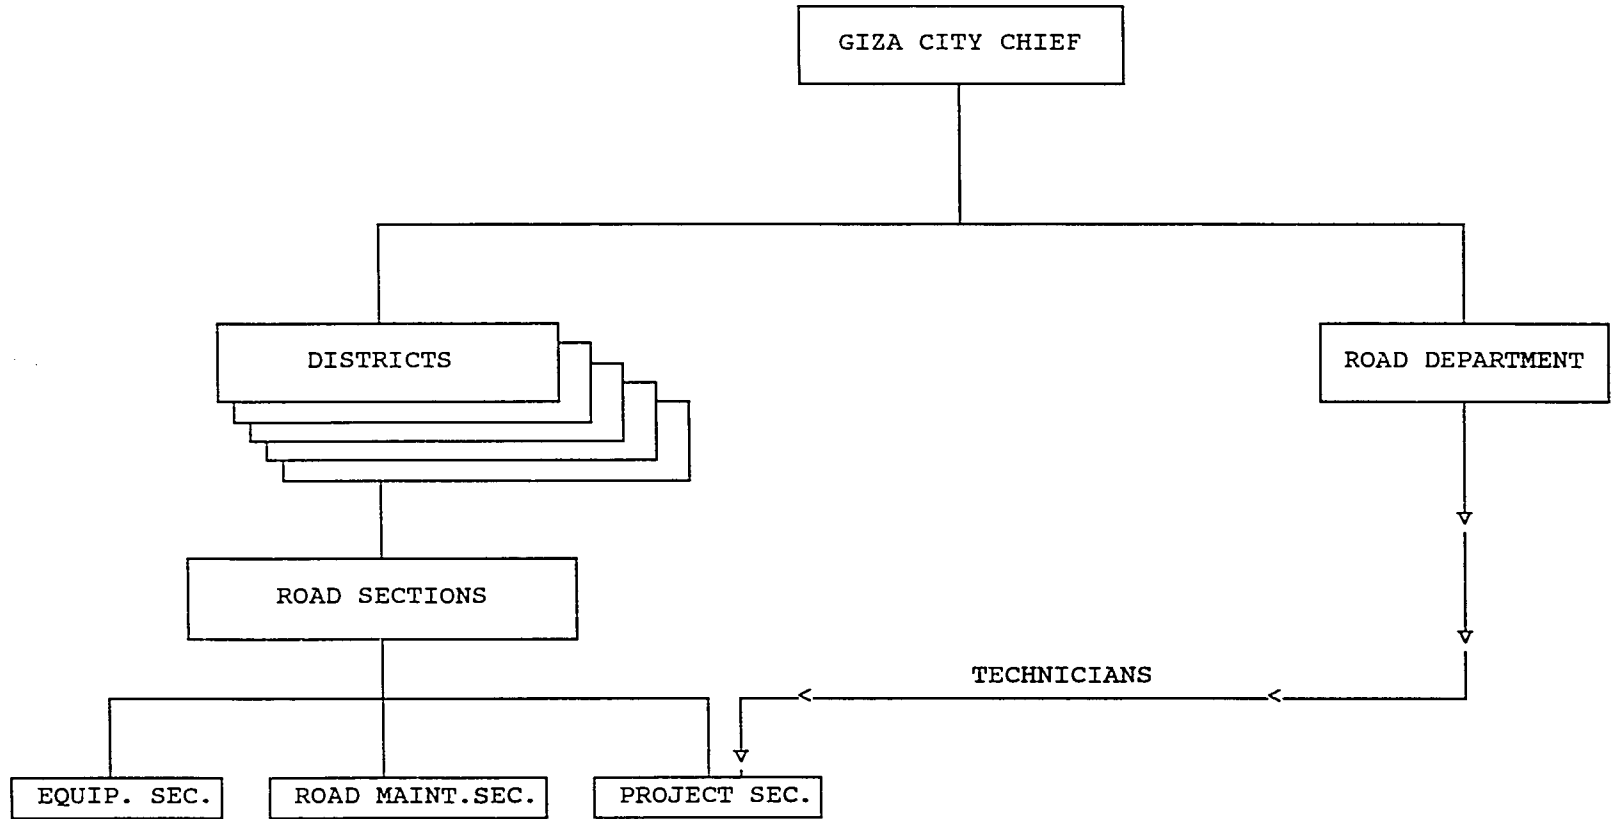 GIZA CITY CHIEF
DISTRICTS
ROAD DEPARTMENT
ROAD SECTIONS
TECHNICIANS
EQUIP. SEC.
ROAD MAINT.SEC.
PROJECT SEC.